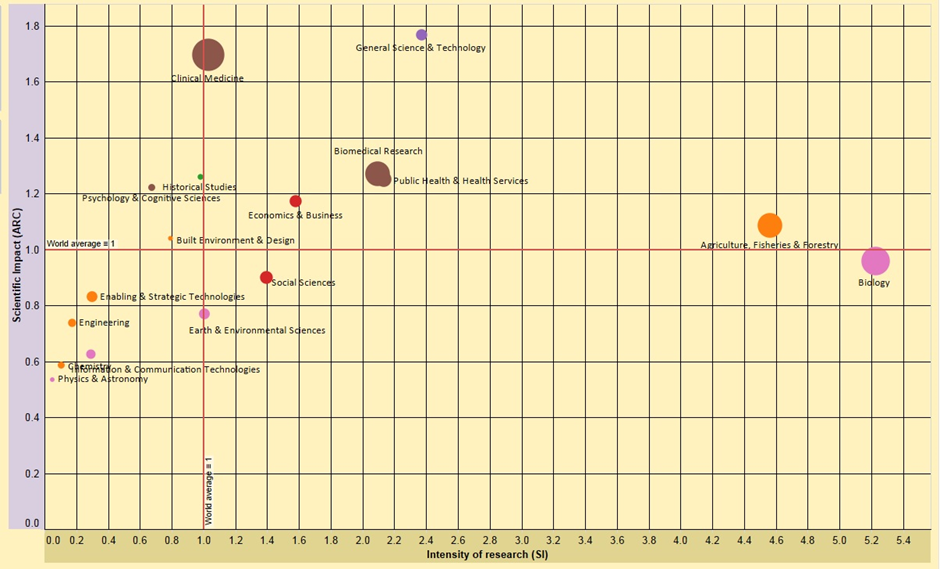 1.8
General Science & Technology
1.6
Clinical Medicine
1.4
Biomedical Research
Public Health & Health Services
1.2
Historical Studies
Psychology & Cognitive Sciences
Economics & Business
Built Environment & Design
World average = 1
1.0
Agriculture, Fisheries & Forestry
Biology
Social Sciences
Enabling & Strategic Technologies
0.8
Earth & Environmental Sciences
Engineering
0.6
Chemistry
Information & Communication Technologies
Physics & Astronomy
0.4
0.2
0.0
Scientific Impact (ARC)
World average = 1
0.0 0.2 0.4 0.6 0.8 1.0 1.2 1.4 1.6 1.8 2.0 2.2 2.4 2.6 2.8 3.0 3.2 3.4 3.6 3.8 4.0 4.2 4.4 4.6 4.8 5.0 5.2 5.4
Intensity of research (SI)